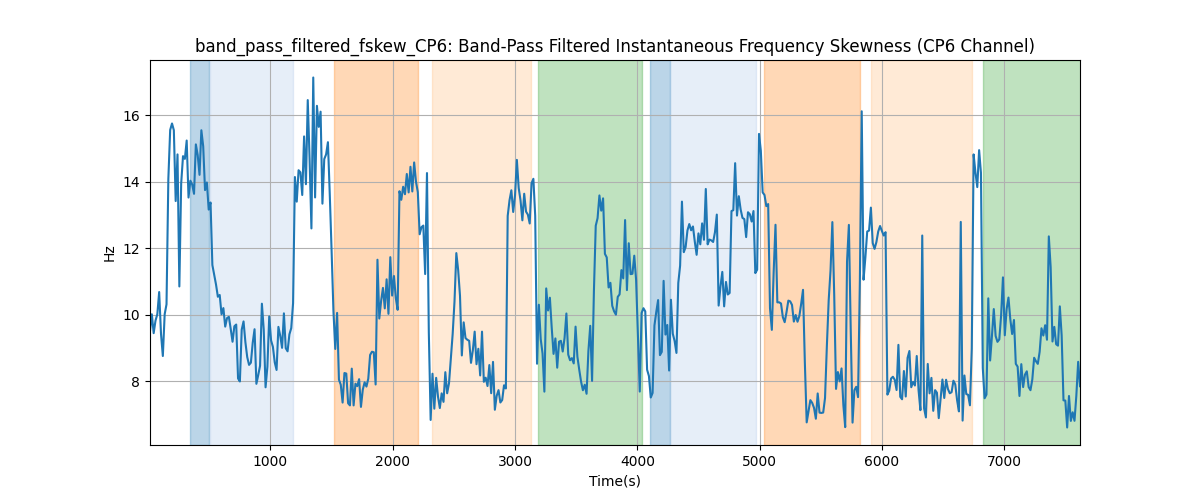 band_pass_filtered_fskew_CP6: Band-Pass Filtered Instantaneous Frequency Skewness (CP6 Channel)
16
14
12
10
8
Hz
1000 2000 3000 4000 5000 6000 7000
Time(s)